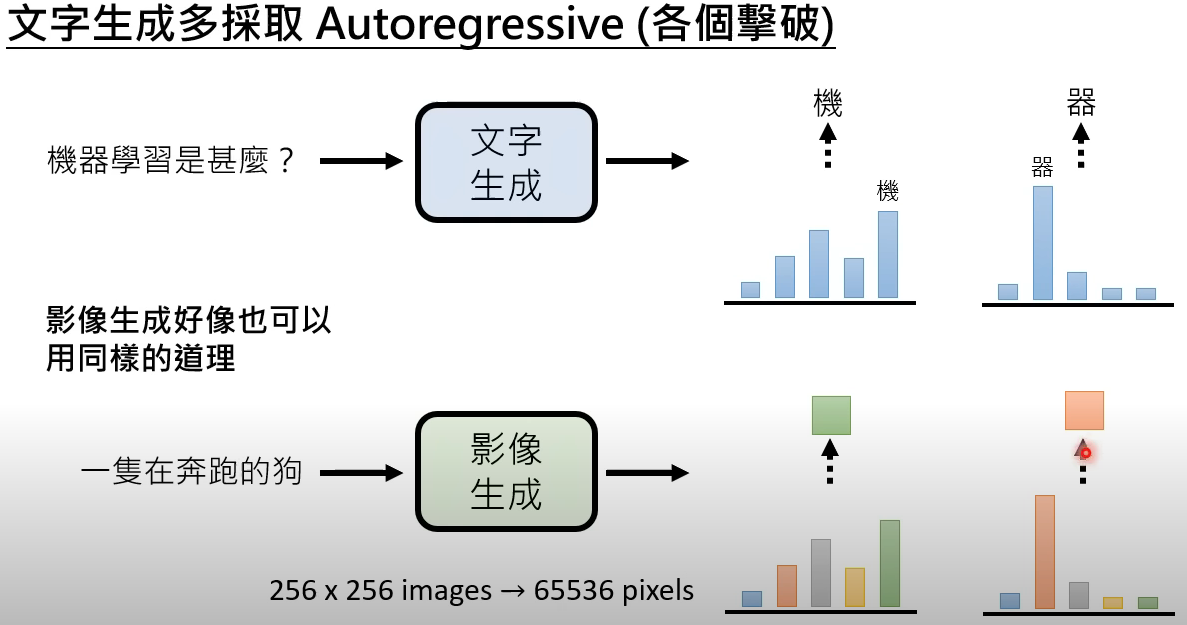 文字生成多採取 Autoregressive (各個擊破)
機器學習是甚麼？
文字
生成
機
機
器
器
影像生成好像也可以
用同樣的道理
一隻在奔跑的狗
影像
生成
256 x 256 images → 65536 pixels